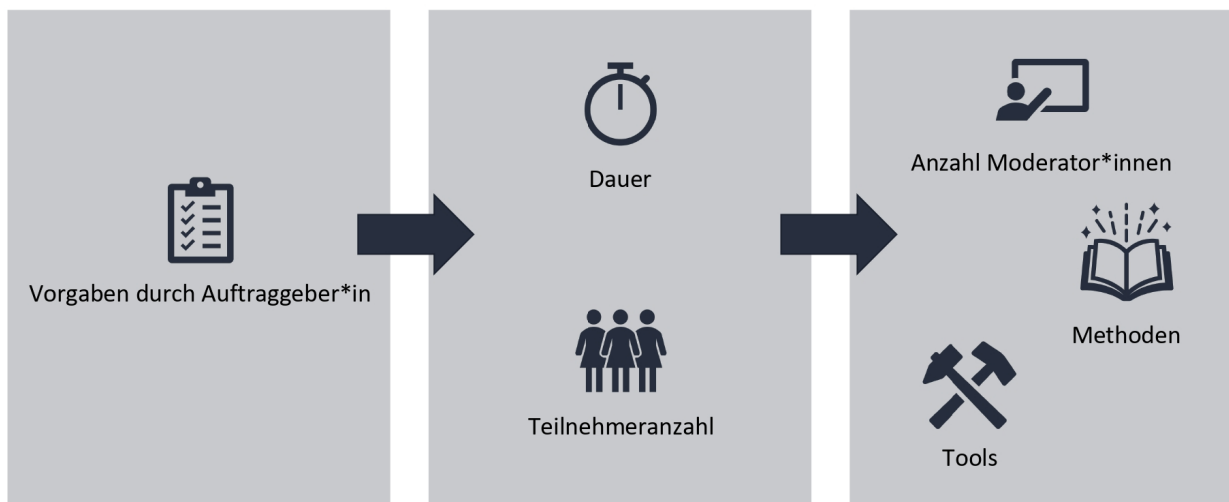 Vorgaben durch Auftraggeber*in
Dauer
Teilnehmeranzahl
Anzahl Moderator*innen
Methoden
Tools